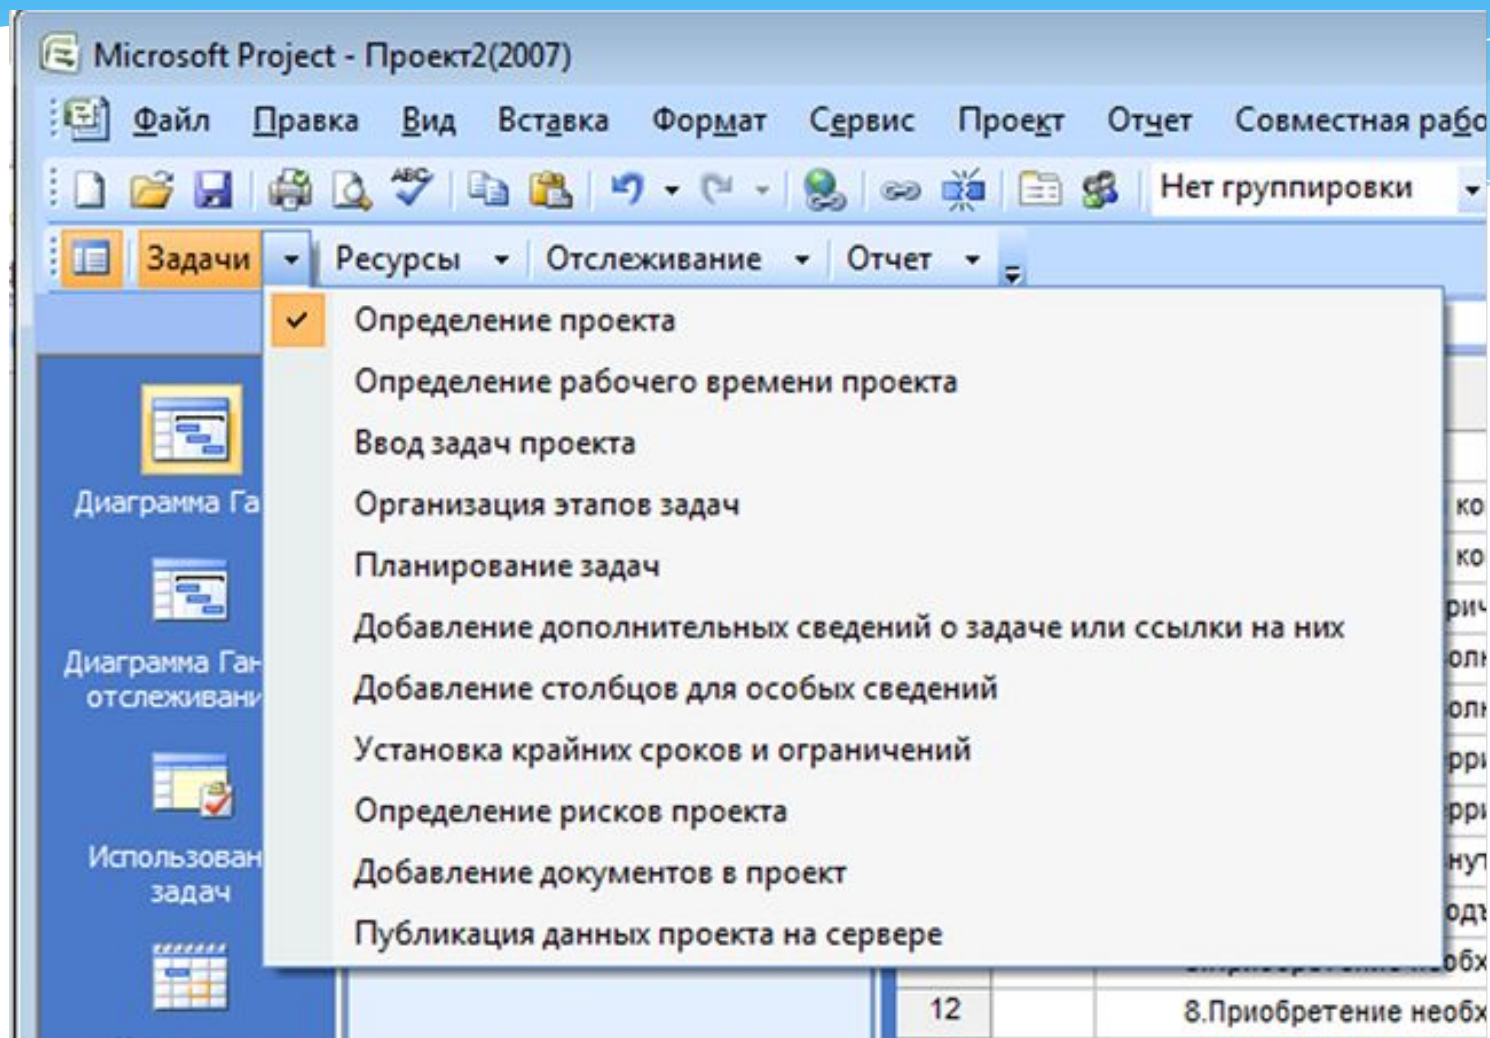 Microsoft Project - Проект2(2007)
Файл Правка Вид Вставка Формат Сервис Проект Отчет Совместная рабо
ABC Нет группировки
Задачи Ресурсы Отслеживание Отчет
Определение проекта
Определение рабочего времени проекта
Ввод задач проекта
Диаграмма Га
Организация этапов задач
ко
Планирование задач
ко
Добавление дополнительных сведений о задаче или ссылки на них
Диаграмма Ган
отслеживани
Добавление столбцов для особых сведений
Установка крайних сроков и ограничений
Определение рисков проекта
Использован
задач
Добавление документов в проект
Публикация данных проекта на сервере
12 8.Приобретение необх